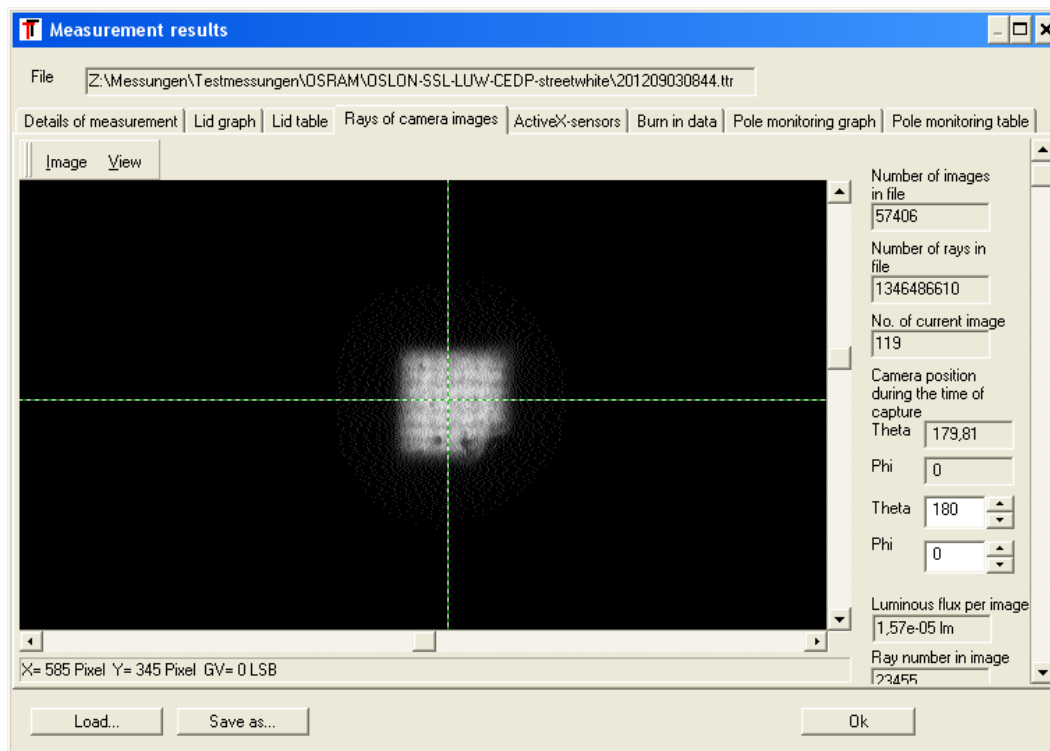 Measurement results
File Z:\Messungen\Testmessungen\OSRAM\OSLON-SSL-LUW-CEDP-streetwhite\201209030844.ttr
Details of measurement Lid graph Lid table Rays of camera images ActiveX-sensors Burn in data Pole monitoring graph Pole monitoring table
Image View
Number of images
in file
57406
Number of rays in
file
1346486610
No. of current image
119
Camera position
during the time of
capture
Theta 179,81
Phi 0
Theta 180
Phi 0
Luminous flux per image
1,57e-05 lm
Ray number in image
23455
X= 585 Pixel Y= 345 Pixel GV= 0 LSB
Load... Save as... Ok